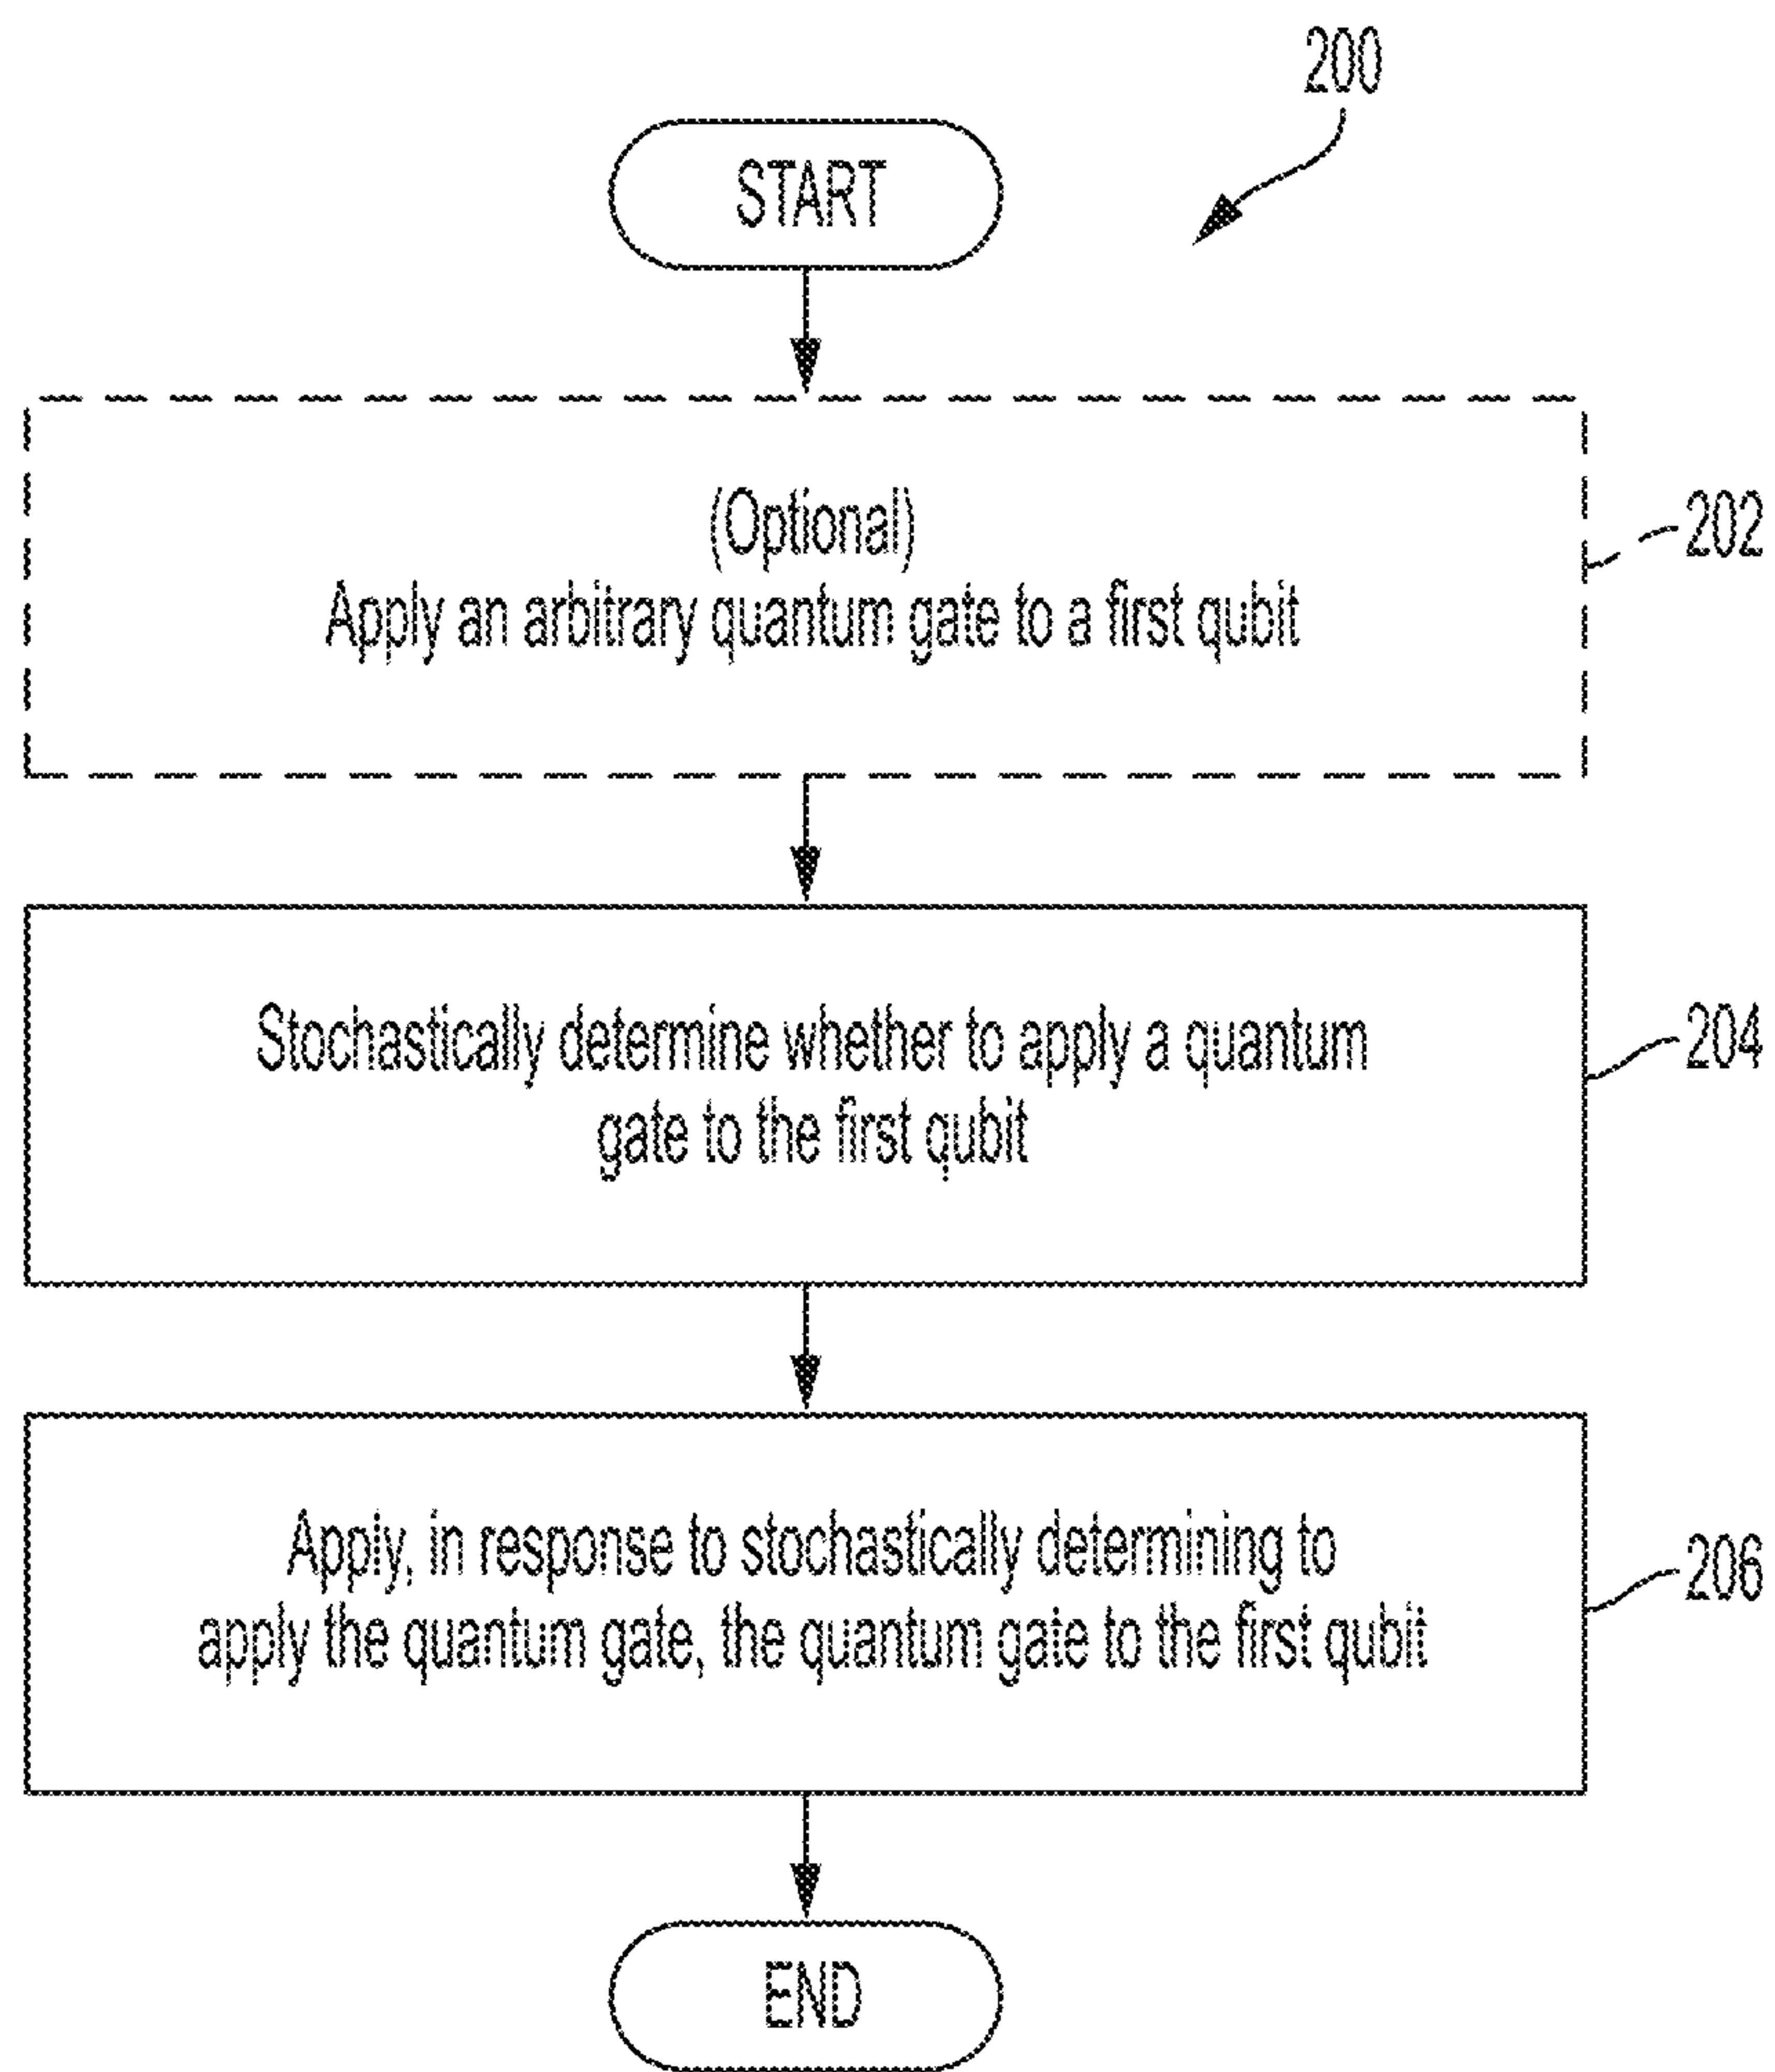 200
START
(Optional)
Apply an arbitrary quantum gate to a first qubit
202
Stochastically determine whether to apply a quantum
gate to the first qubit
204
Apply, in response to stochastically determining to
apply the quantum gate, the quantum gate to the first qubit
206
END